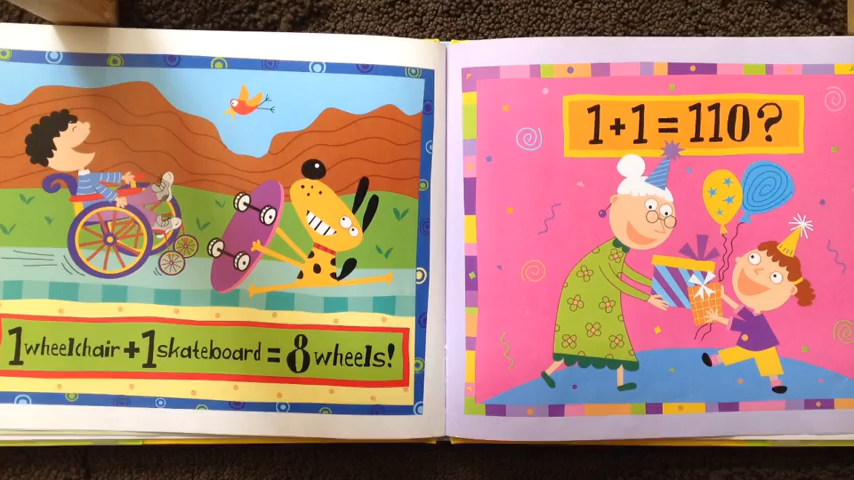 1 wheelchair + 1 skateboard = 8 wheels!
1+1=110?